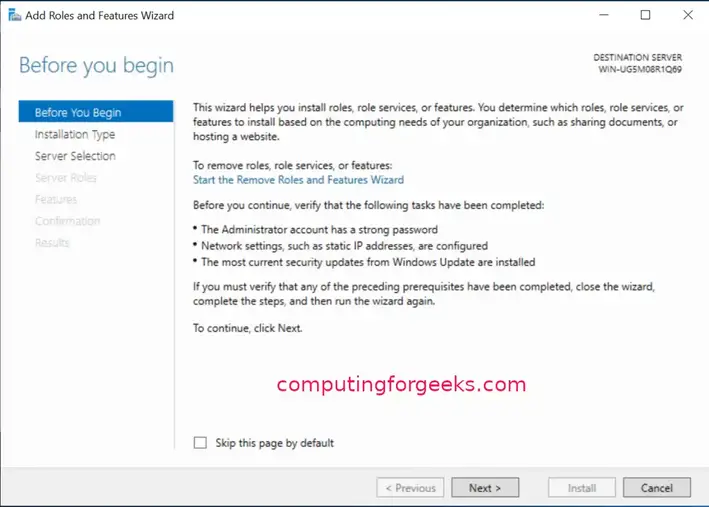 Add Roles and Features Wizard
Before you begin
DESTINATION SERVER
WIN-UG5M08R1Q69
Before You Begin
Installation Type
Server Selection
Server Roles
Features
Confirmation
Results
This wizard helps you install roles, role services, or features. You determine which roles, role services, or
features to install based on the computing needs of your organization, such as sharing documents, or
hosting a website.
To remove roles, role services, or features:
Start the Remove Roles and Features Wizard
Before you continue, verify that the following tasks have been completed:
• The Administrator account has a strong password
• Network settings, such as static IP addresses, are configured
• The most current security updates from Windows Update are installed
If you must verify that any of the preceding prerequisites have been completed, close the wizard,
complete the steps, and then run the wizard again.
To continue, click Next.
computingforgeeks.com
Skip this page by default
< Previous
Next >
Install
Cancel